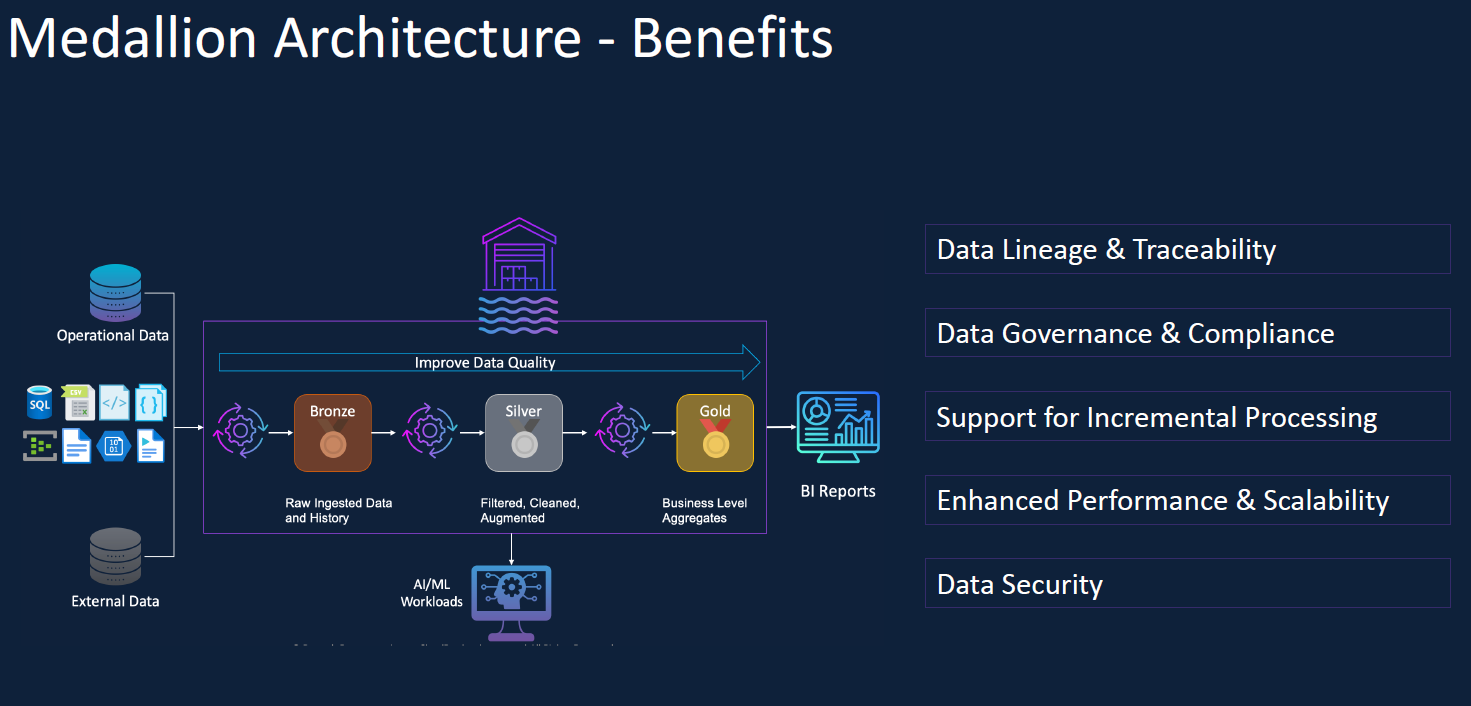 Medallion Architecture - Benefits
Operational Data
SQL
CSV
</>
{ }
10
01
External Data
Improve Data Quality
Bronze
Silver
Gold
Raw Ingested Data
and History
Filtered, Cleaned,
Augmented
Business Level
Aggregates
BI Reports
AI/ML
Workloads
Data Lineage & Traceability
Data Governance & Compliance
Support for Incremental Processing
Enhanced Performance & Scalability
Data Security